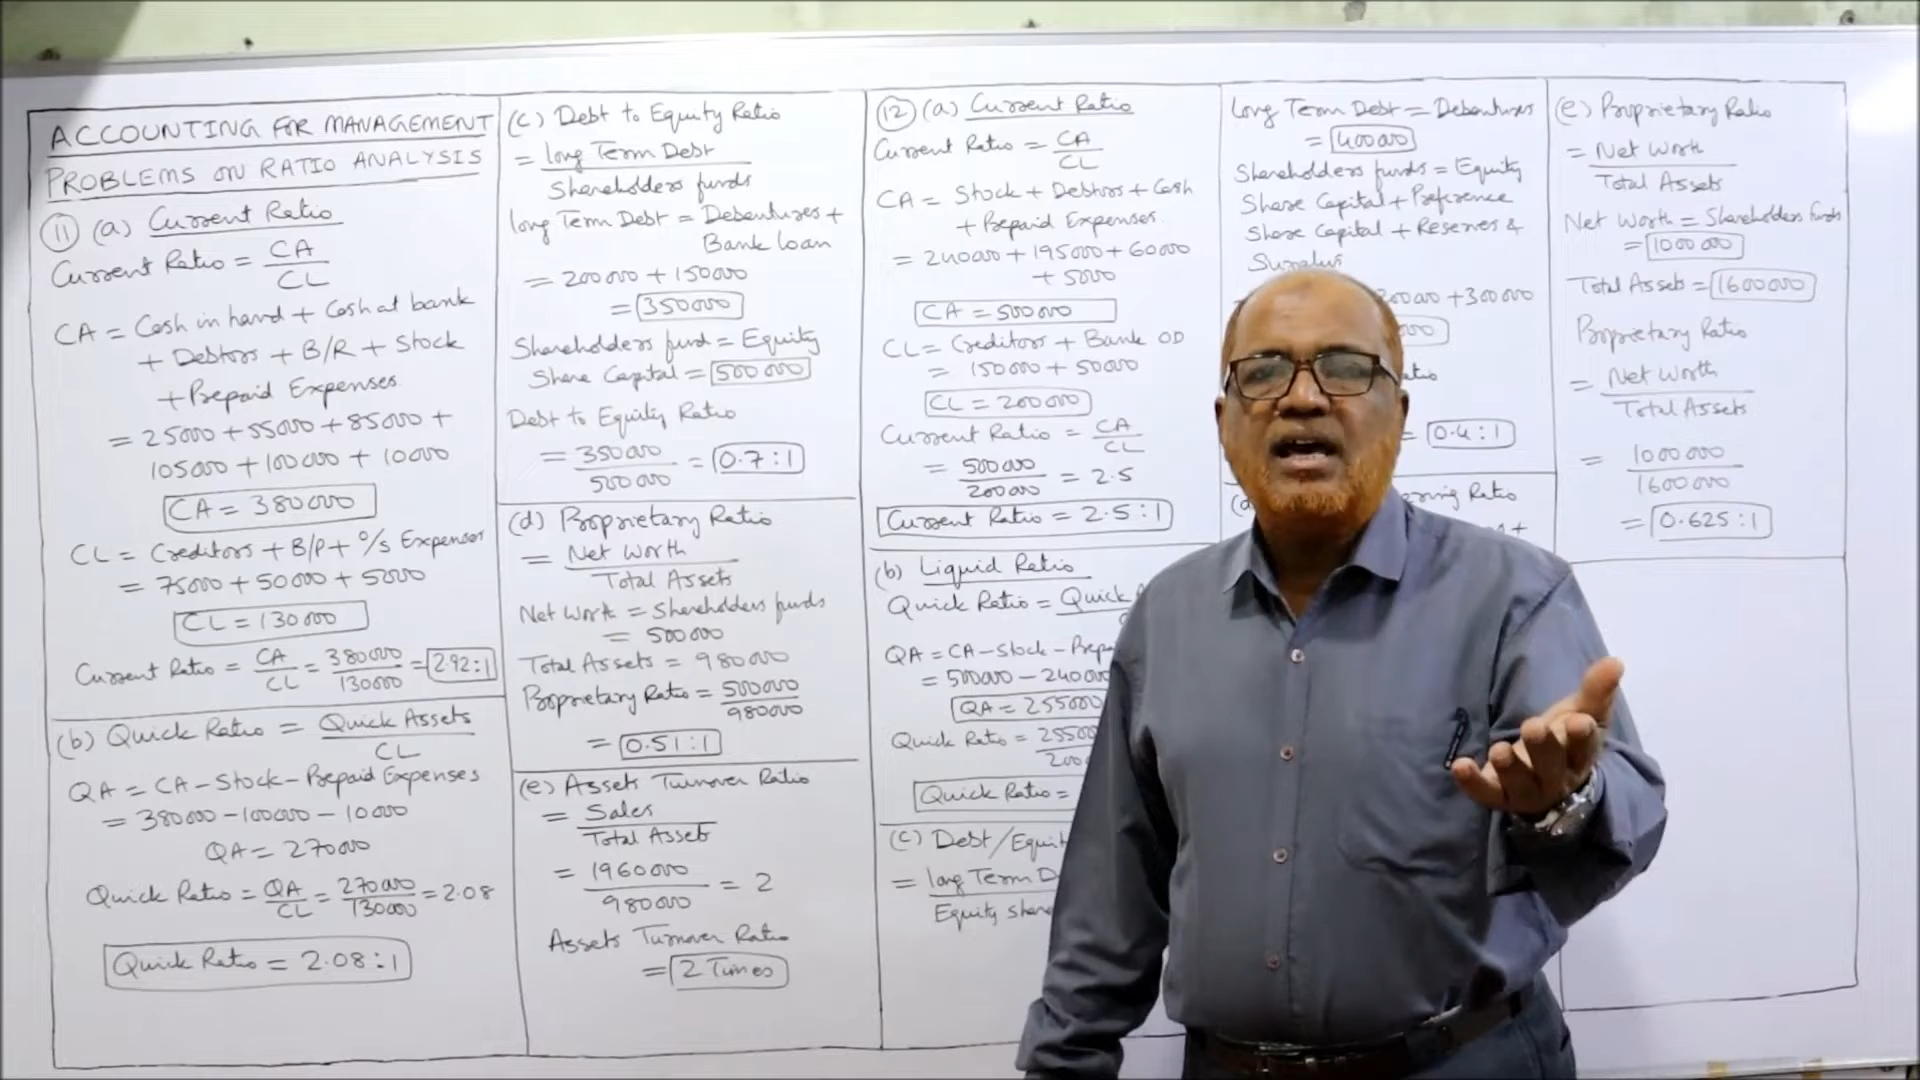 ACCOUNTING FOR MANAGEMENT
PROBLEMS ON RATIO ANALYSIS
11 (a) Current Ratio
Current Ratio = CA
CL
CA = Cash in hand + Cash at bank
+ Debtors + B/R + Stock
+ Prepaid Expenses
= 25000 + 55000 + 85000 +
105000 + 100000 + 10000
CA = 380000
CL = Creditors + B/P + o/s Expenses
= 75000 + 50000 + 5000
CL = 130000
Current Ratio = CA/CL = 380000/130000 = 2.92:1
(b) Quick Ratio = Quick Assets
CL
QA = CA - Stock - Prepaid Expenses
= 380000 - 100000 - 10000
QA = 270000
Quick Ratio = QA/CL = 270000/130000 = 2.08
Quick Ratio = 2.08:1
(c) Debt to Equity Ratio
= long Term Debt
Shareholders funds
long Term Debt = Debentures +
Bank loan
= 200000 + 150000
= 350000
Shareholders fund = Equity
Share Capital = 500000
Debt to Equity Ratio
= 350000/500000 = 0.7:1
(d) Proprietary Ratio
= Net Worth
Total Assets
Net Worth = Shareholders funds
= 500000
Total Assets = 980000
Proprietary Ratio = 500000/980000
= 0.51:1
(e) Assets Turnover Ratio
= Sales
Total Assets
= 1960000/980000 = 2
Assets Turnover Ratio
= 2 Times
12 (a) Current Ratio
Current Ratio = CA
CL
CA = Stock + Debtors + Cash
+ Prepaid Expenses
= 240000 + 195000 + 60000
+ 5000
CA = 500000
CL = Creditors + Bank OD
= 150000 + 50000
CL = 200000
Current Ratio = CA/CL
= 500000/200000 = 2.5
Current Ratio = 2.5:1
(b) Liquid Ratio
Quick Ratio = Quick
QA = CA - Stock -
= 500000 - 240000
QA = 255000
Quick Ratio =
Quick Ratio =
(c) Debt/
= long Term
Equity
long Term Debt = Debentures
= 400000
Shareholders funds = Equity
Share Capital + Preference
Share Capital + Reserves &
Surplus
+ 300000
= 0.4:1
Ratio
(e) Proprietary Ratio
= Net Worth
Total Assets
Net Worth = Shareholders funds
= 1000000
Total Assets = 1600000
Proprietary Ratio
= Net Worth
Total Assets
= 1000000
1600000
= 0.625:1